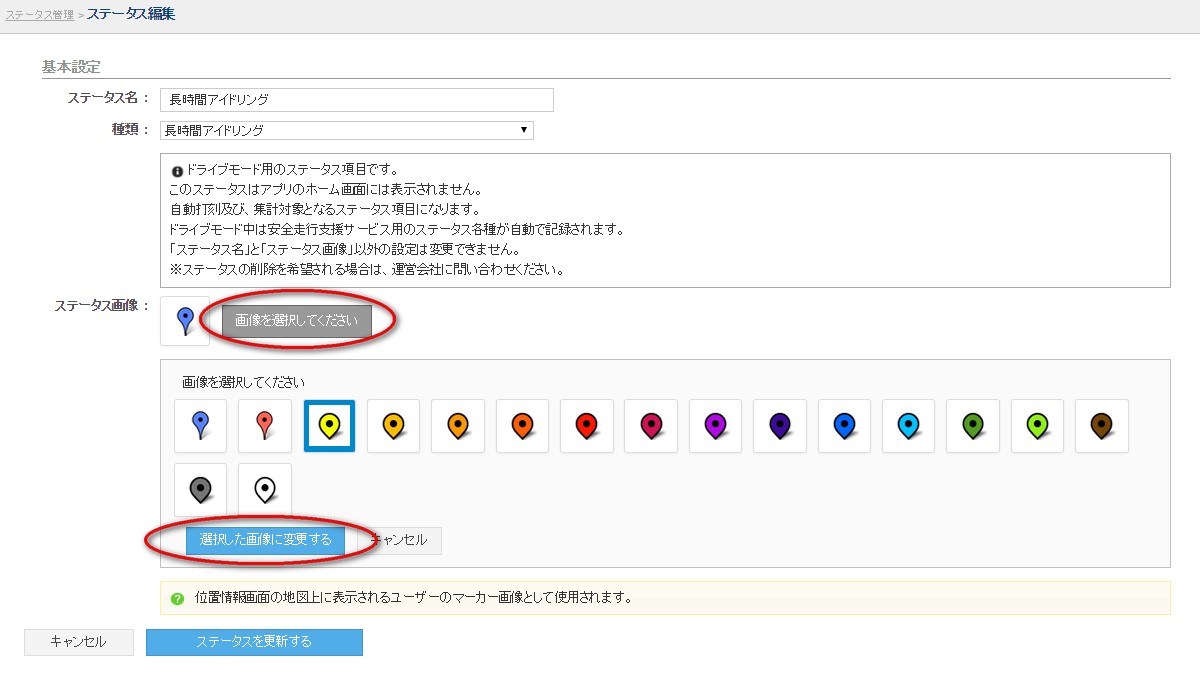 ステータス管理 > ステータス編集
基本設定
ステータス名 : 長時間アイドリング
種類 : 長時間アイドリング
ドライブモード用のステータス項目です。
このステータスはアプリのホーム画面には表示されません。
自動打刻及び、集計対象となるステータス項目になります。
ドライブモード中は安全走行支援サービス用のステータス各種が自動で記録されます。
「ステータス名」と「ステータス画像」以外の設定は変更できません。
※ステータスの削除を希望される場合は、運営会社に問い合わせください。
ステータス画像 : 画像を選択してください
画像を選択してください
選択した画像に変更する キャンセル
位置情報画面の地図上に表示されるユーザーのマーカー画像として使用されます。
キャンセル ステータスを更新する